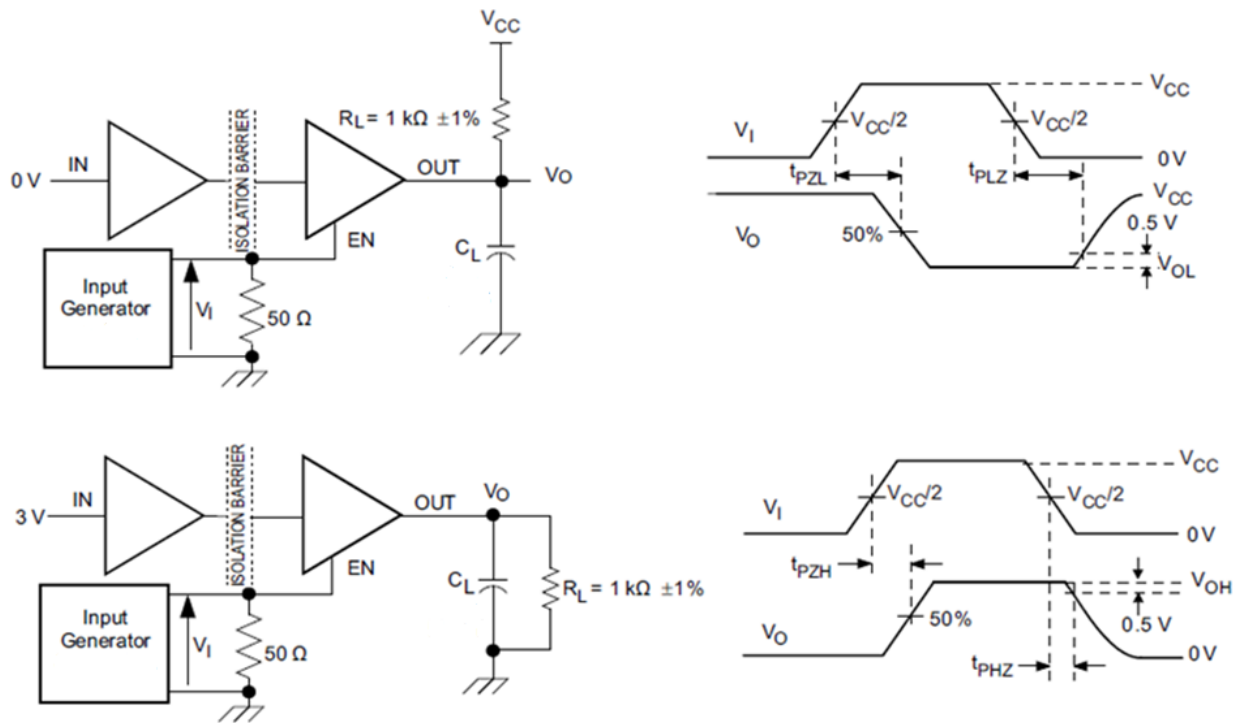 VCC
RL = 1 kΩ ±1%
ISOLATION BARRIER
IN
0 V
OUT
VO
EN
CL
Input
Generator
VI
50 Ω
VCC
VI
VCC/2
VCC/2
0 V
tPZL
tPLZ
VCC
0.5 V
VO
50%
VOL
ISOLATION BARRIER
IN
3 V
OUT
VO
EN
CL
RL = 1 kΩ ±1%
Input
Generator
VI
50 Ω
VCC
VI
VCC/2
VCC/2
0 V
tPZH
VOH
0.5 V
VO
50%
0 V
tPHZ